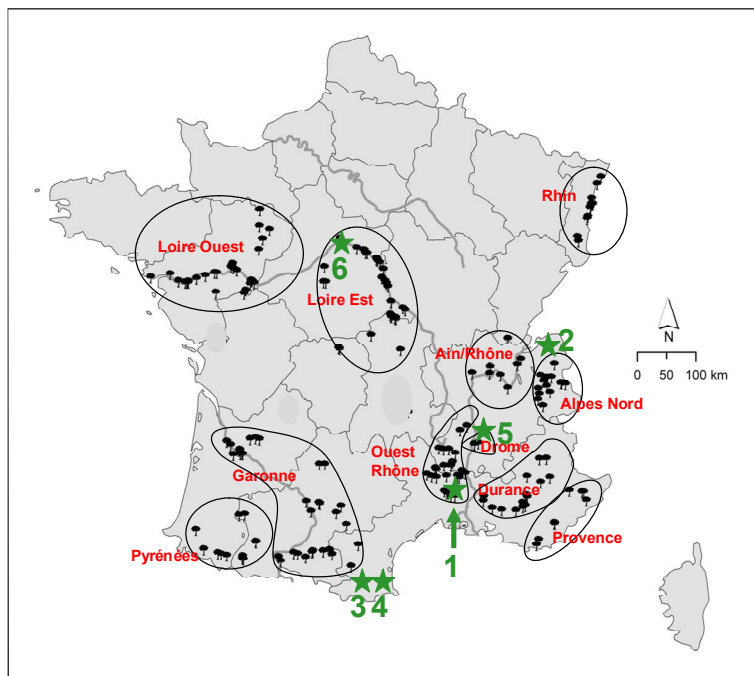 Rhin
Loire Ouest
6
Loire Est
N
0 50 100 km
2
Ain/Rhône
Alpes Nord
5
Drome
Ouest
Rhône
Garonne
Durance
Provence
Pyrénées
1
3 4